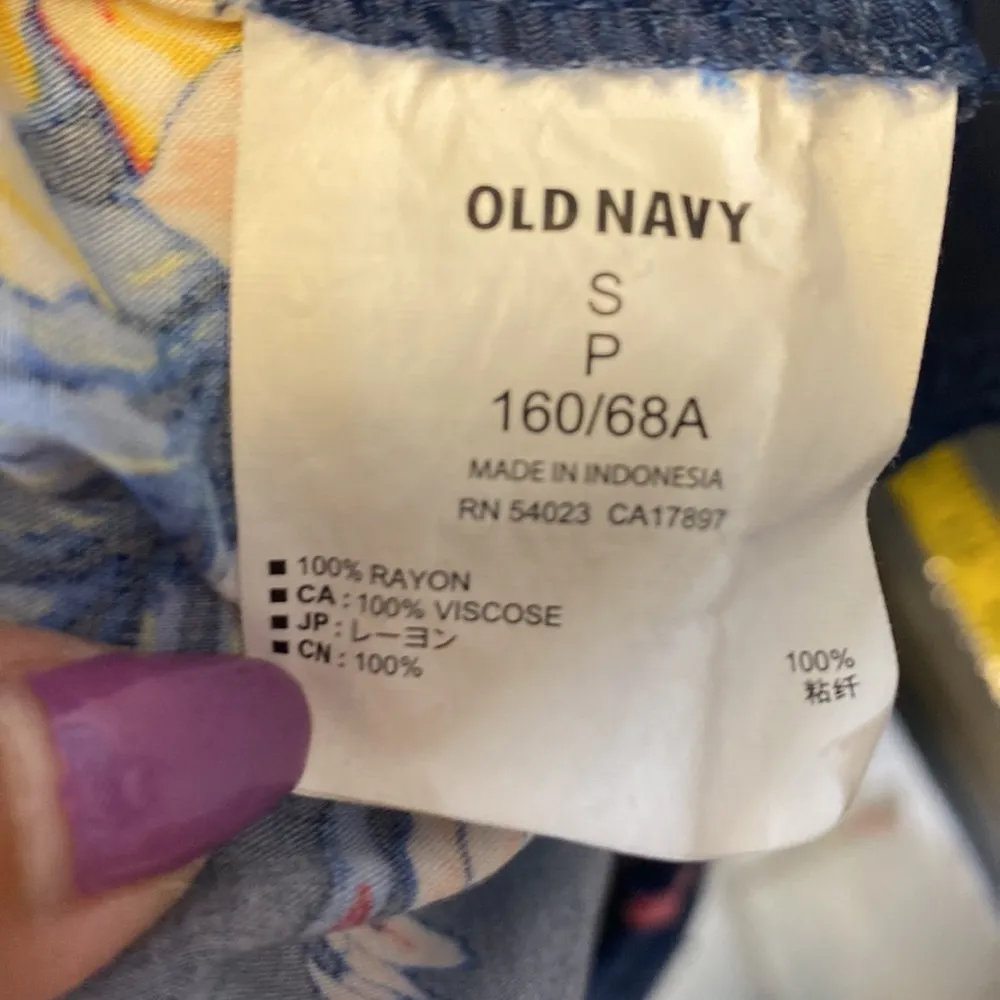 OLD NAVY
S
P
160/68A
MADE IN INDONESIA
RN 54023 CA17897
■ 100% RAYON
■ CA : 100% VISCOSE
■ JP : レーヨン
■ CN : 100%
100%
粘纤